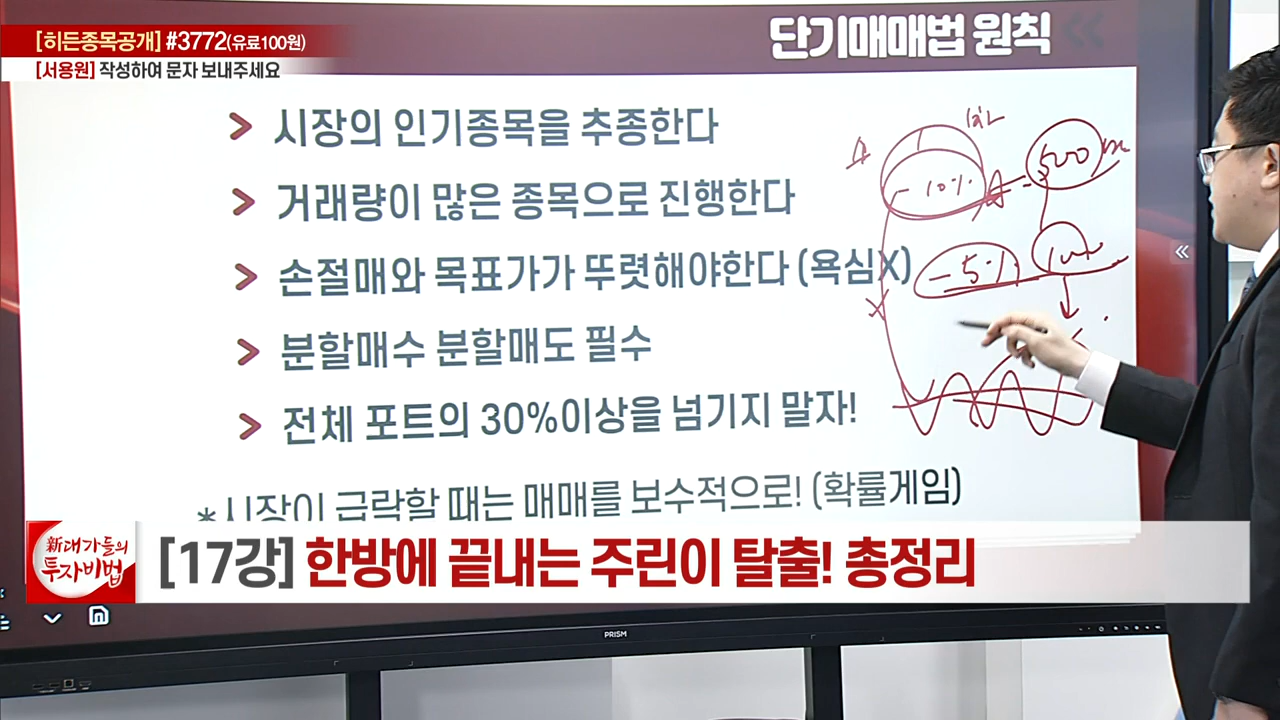 [히든종목공개] #3772(유료100원)
[서용원] 작성하여 문자 보내주세요
단기매매법 원칙
시장의 인기종목을 추종한다
거래량이 많은 종목으로 진행한다
손절매와 목표가가 뚜렷해야한다 (욕심X)
분할매수 분할매도 필수
전체 포트의 30%이상을 넘기지 말자!
*시장이 급락할 때는 매매를 보수적으로! (확률게임)
-10%
500
-5%
新대가들의
투자비법
[17강] 한방에 끝내는 주린이 탈출! 총정리
PRISM